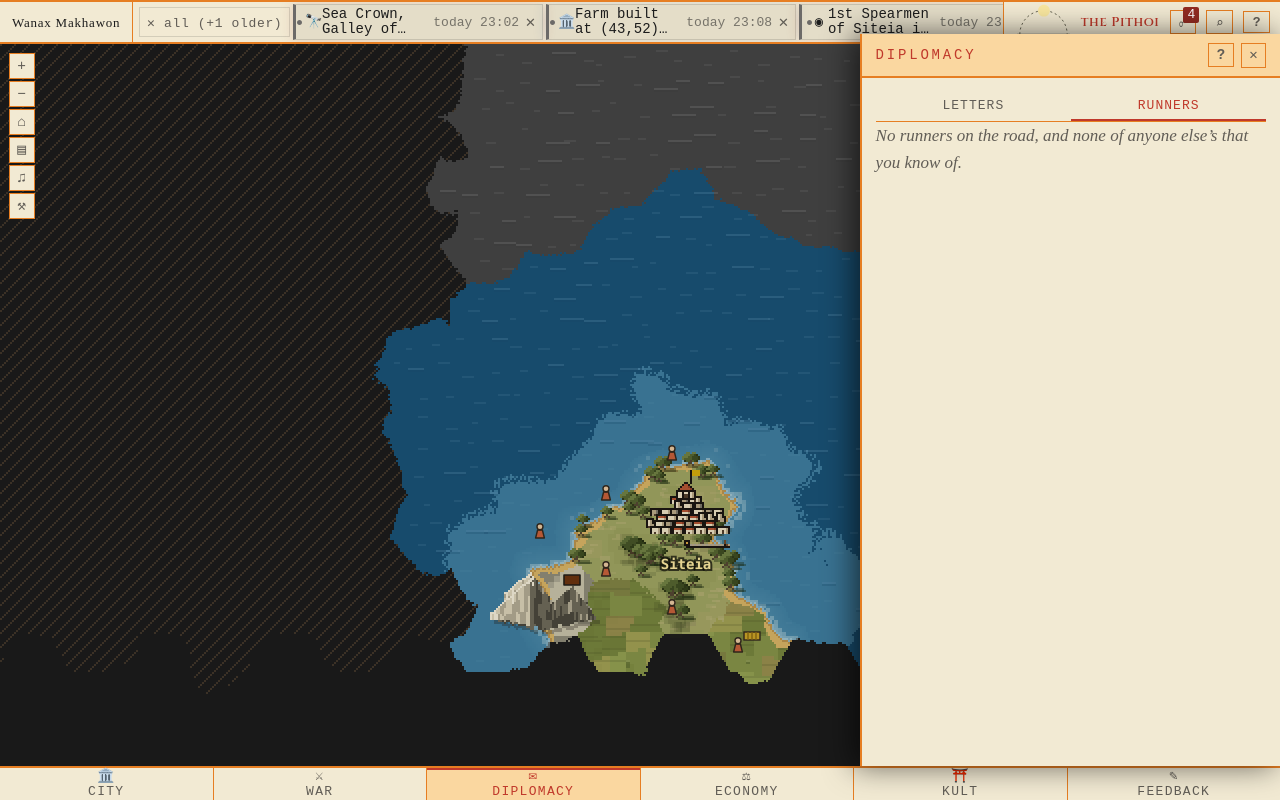 Wanax Makhawon
× all (+1 older)
Sea Crown,
Galley of…
today 23:02 ✕
Farm built
at (43,52)…
today 23:08 ✕
1st Spearmen
of Siteia i…
today 23
THE PITHOI
4
?
DIPLOMACY
? ×
LETTERS
RUNNERS
No runners on the road, and none of anyone else’s that
you know of.
Siteia
CITY
WAR
DIPLOMACY
ECONOMY
KULT
FEEDBACK